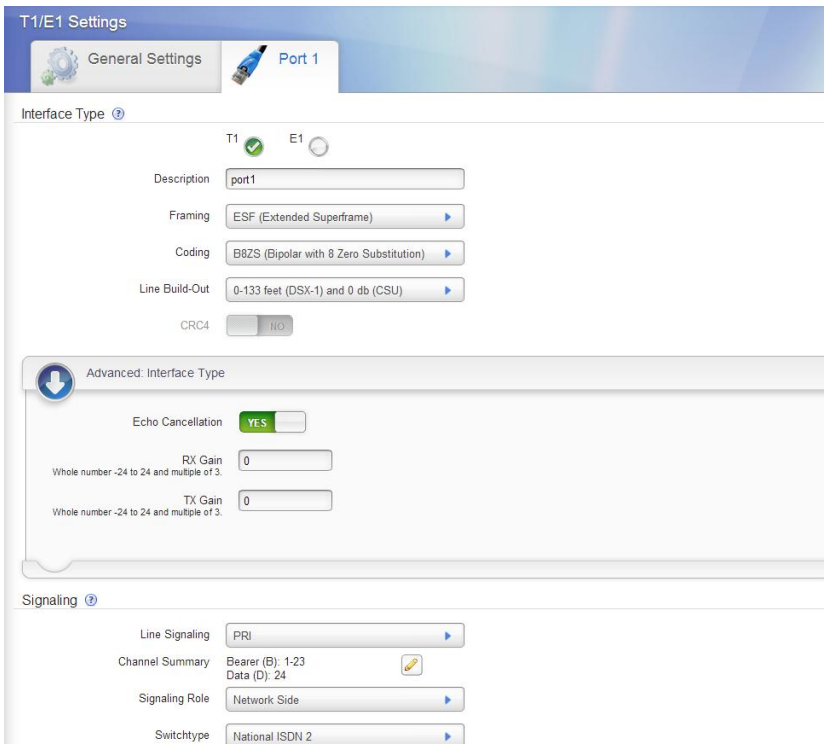 T1/E1 Settings
General Settings
Port 1
Interface Type ?
T1 E1
Description port1
Framing ESF (Extended Superframe)
Coding B8ZS (Bipolar with 8 Zero Substitution)
Line Build-Out 0-133 feet (DSX-1) and 0 db (CSU)
CRC4 NO
Advanced: Interface Type
Echo Cancellation YES
RX Gain 0
Whole number -24 to 24 and multiple of 3.
TX Gain 0
Whole number -24 to 24 and multiple of 3.
Signaling ?
Line Signaling PRI
Channel Summary Bearer (B): 1-23
Data (D): 24
Signaling Role Network Side
Switchtype National ISDN 2